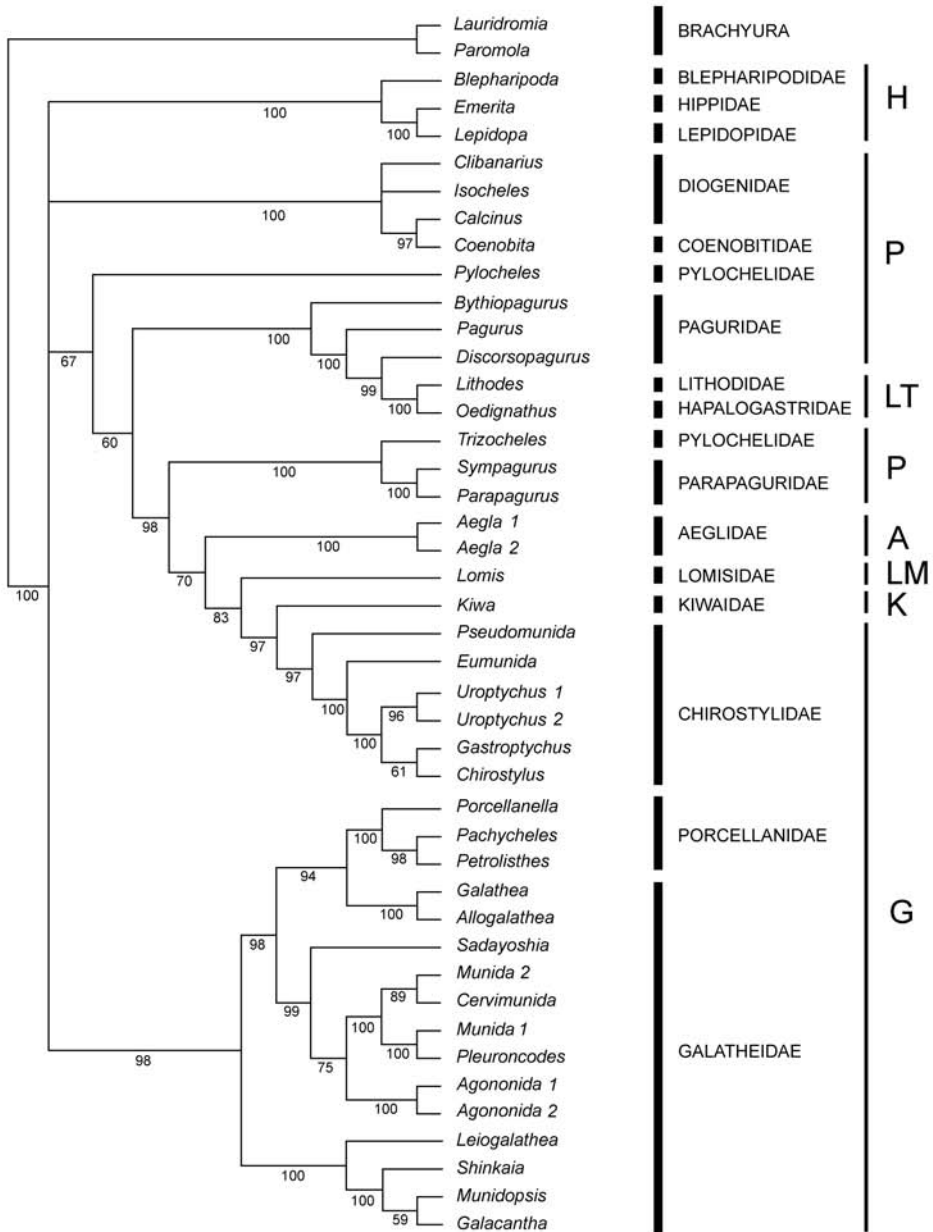 Lauridromia
Paromola
BRACHYURA
Blepharipoda
BLEPHARIPODIDAE
100
Emerita
HIPPIDAE
H
100
Lepidopa
LEPIDOPIDAE
Clibanarius
Isocheles
DIOGENIDAE
100
Calcinus
97
Coenobita
COENOBITIDAE
P
Pylocheles
PYLOCHELIDAE
67
Bythiopagurus
100
Pagurus
PAGURIDAE
100
Discorsopagurus
99
Lithodes
LITHODIDAE
LT
100
Oedignathus
HAPALOGASTRIDAE
60
Trizocheles
PYLOCHELIDAE
100
Sympagurus
P
100
Parapagurus
PARAPAGURIDAE
98
Aegla 1
AEGLIDAE
A
100
Aegla 2
70
Lomis
LOMISIDAE
LM
100
83
Kiwa
KIWAIDAE
K
97
Pseudomunida
97
Eumunida
100
Uroptychus 1
96
Uroptychus 2
CHIROSTYLIDAE
100
Gastroptychus
61
Chirostylus
Porcellanella
100
Pachycheles
PORCELLANIDAE
98
Petrolisthes
94
Galathea
100
Allogalathea
G
98
Sadayoshia
99
Munida 2
89
Cervimunida
100
Munida 1
100
Pleuroncodes
GALATHEIDAE
98
75
Agononida 1
100
Agononida 2
Leiogalathea
100
Shinkaia
100
Munidopsis
59
Galacantha